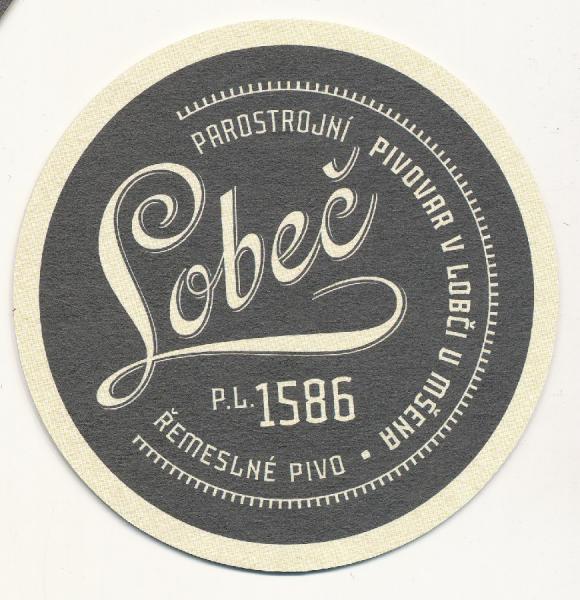 PAROSTROJNÍ PIVOVAR V LOBČI U MŠENA
Lobeč
P.L. 1586
ŘEMESLNÉ PIVO •